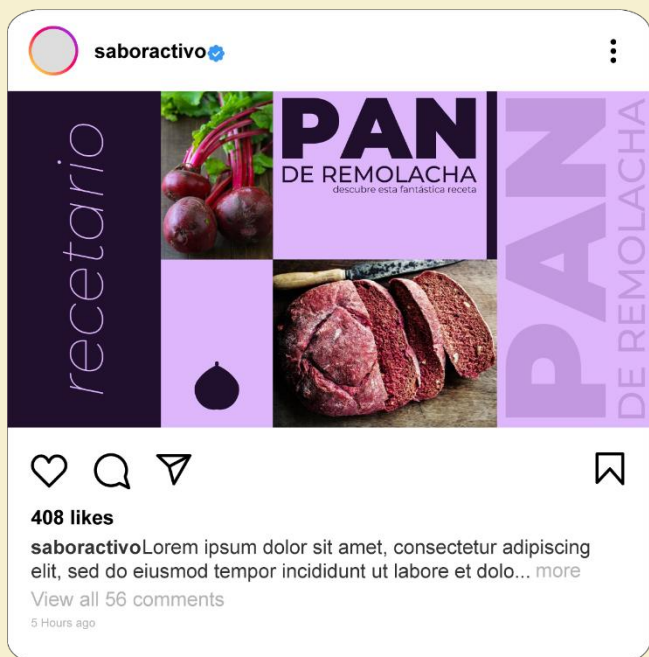 saboractivo
recetario
PAN
DE REMOLACHA
descubre esta fantástica receta
PAN
DE REMOLACHA
408 likes
saboractivoLorem ipsum dolor sit amet, consectetur adipiscing
elit, sed do eiusmod tempor incididunt ut labore et dolo... more
View all 56 comments
5 Hours ago